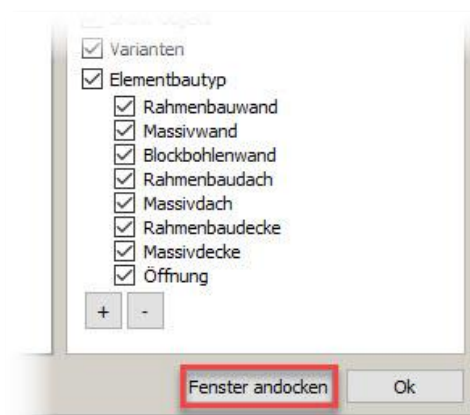 Varianten
Elementbautyp
Rahmenbauwand
Massivwand
Blockbohlenwand
Rahmenbaudach
Massivdach
Rahmenbaudecke
Massivdecke
Öffnung
+ -
Fenster andocken Ok